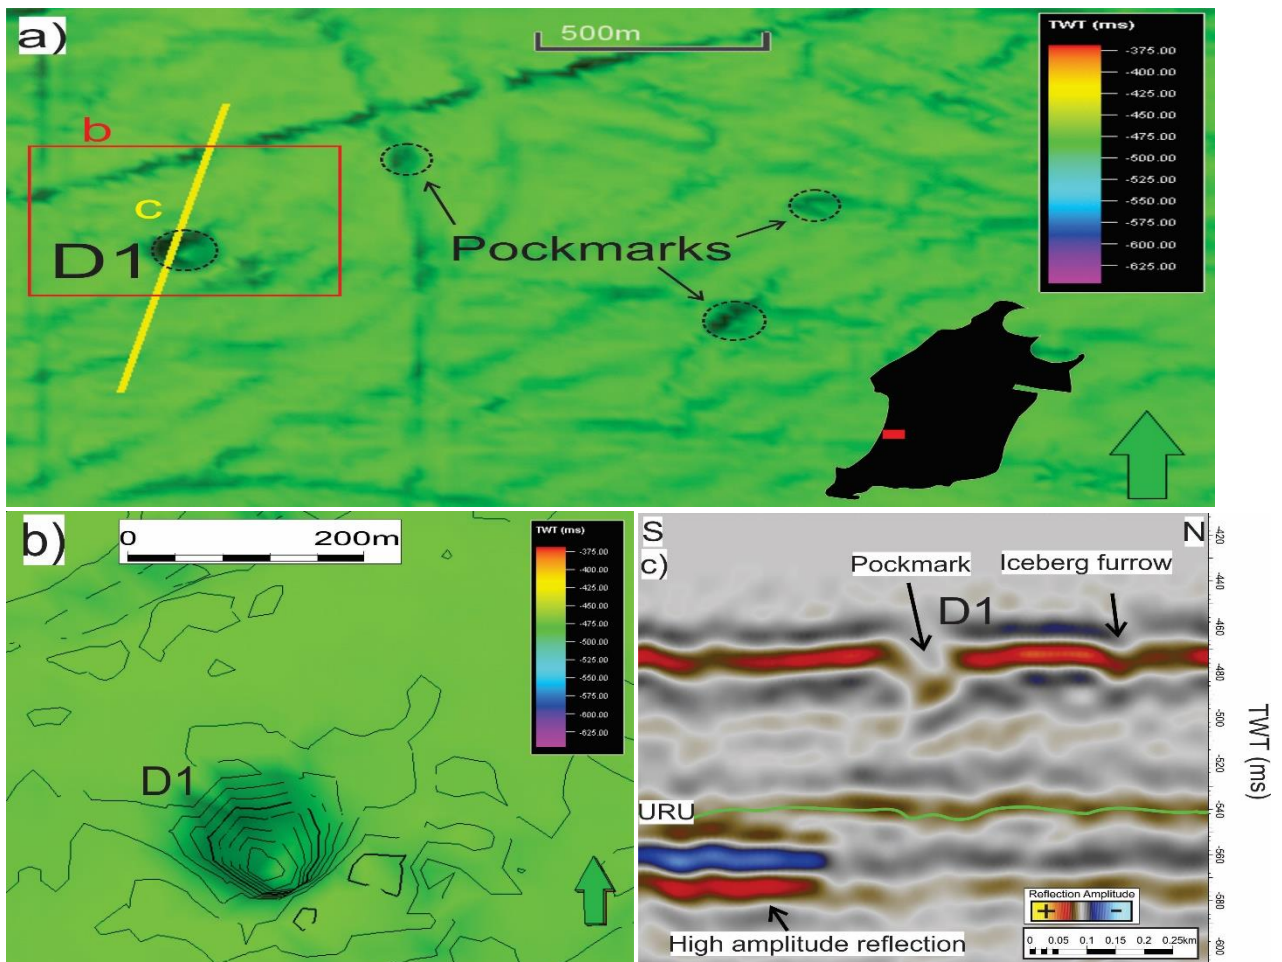 a)
500m
TWT (ms)
-375.00
-400.00
-425.00
-450.00
-475.00
-500.00
-525.00
-550.00
-575.00
-600.00
-625.00
b
c
D1
Pockmarks
b)
0 200m
TWT (ms)
-375.00
-400.00
-425.00
-450.00
-475.00
-500.00
-525.00
-550.00
-575.00
-600.00
-625.00
D1
S N
c)
Pockmark
Iceberg furrow
D1
URU
High amplitude reflection
Reflection Amplitude
+ -
0 0.05 0.1 0.15 0.2 0.25km
-420
-440
-460
-480
-500
-520
-540
-560
-580
-600
TWT (ms)